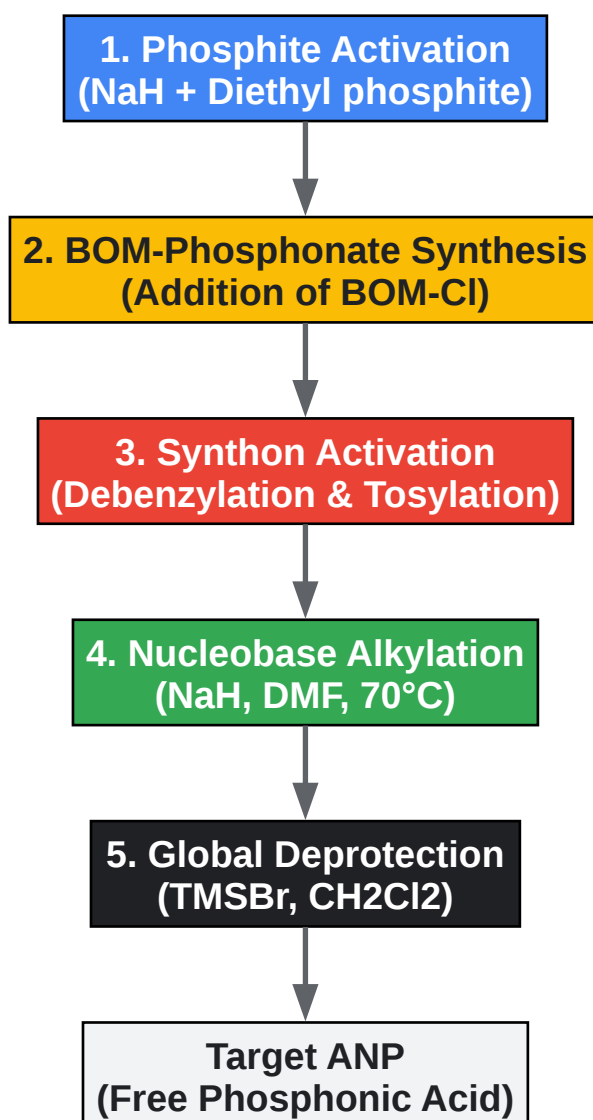 1. Phosphite Activation
(NaH + Diethyl phosphite)
2. BOM-Phosphonate Synthesis
(Addition of BOM-Cl)
3. Synthon Activation
(Debenzylation & Tosylation)
4. Nucleobase Alkylation
(NaH, DMF, 70°C)
5. Global Deprotection
(TMSBr, CH2Cl2)
Target ANP
(Free Phosphonic Acid)